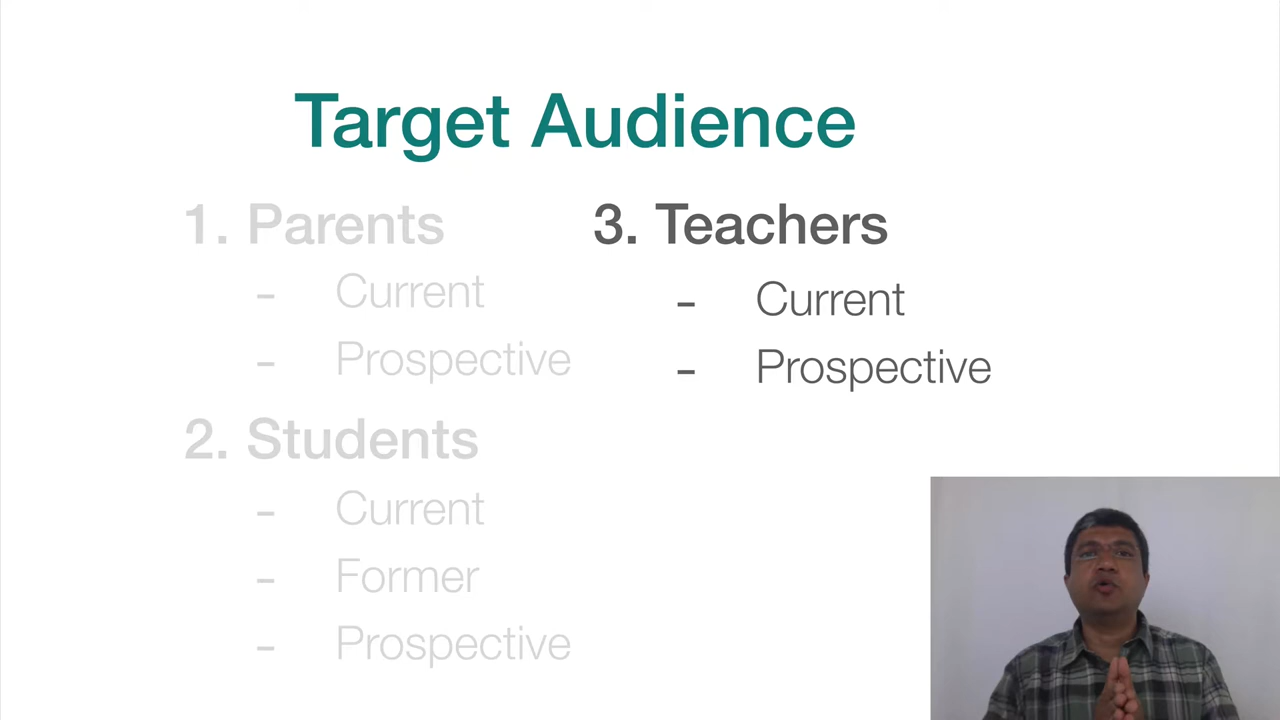 Target Audience
1. Parents
- Current
- Prospective
2. Students
- Current
- Former
- Prospective
3. Teachers
- Current
- Prospective